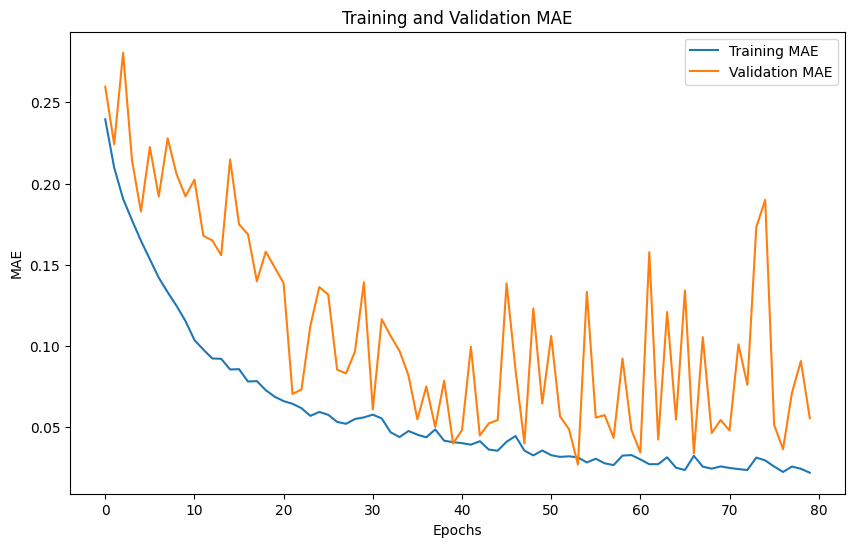 Training and Validation MAE
Training MAE
Validation MAE
MAE
0.25
0.20
0.15
0.10
0.05
0 10 20 30 40 50 60 70 80
Epochs